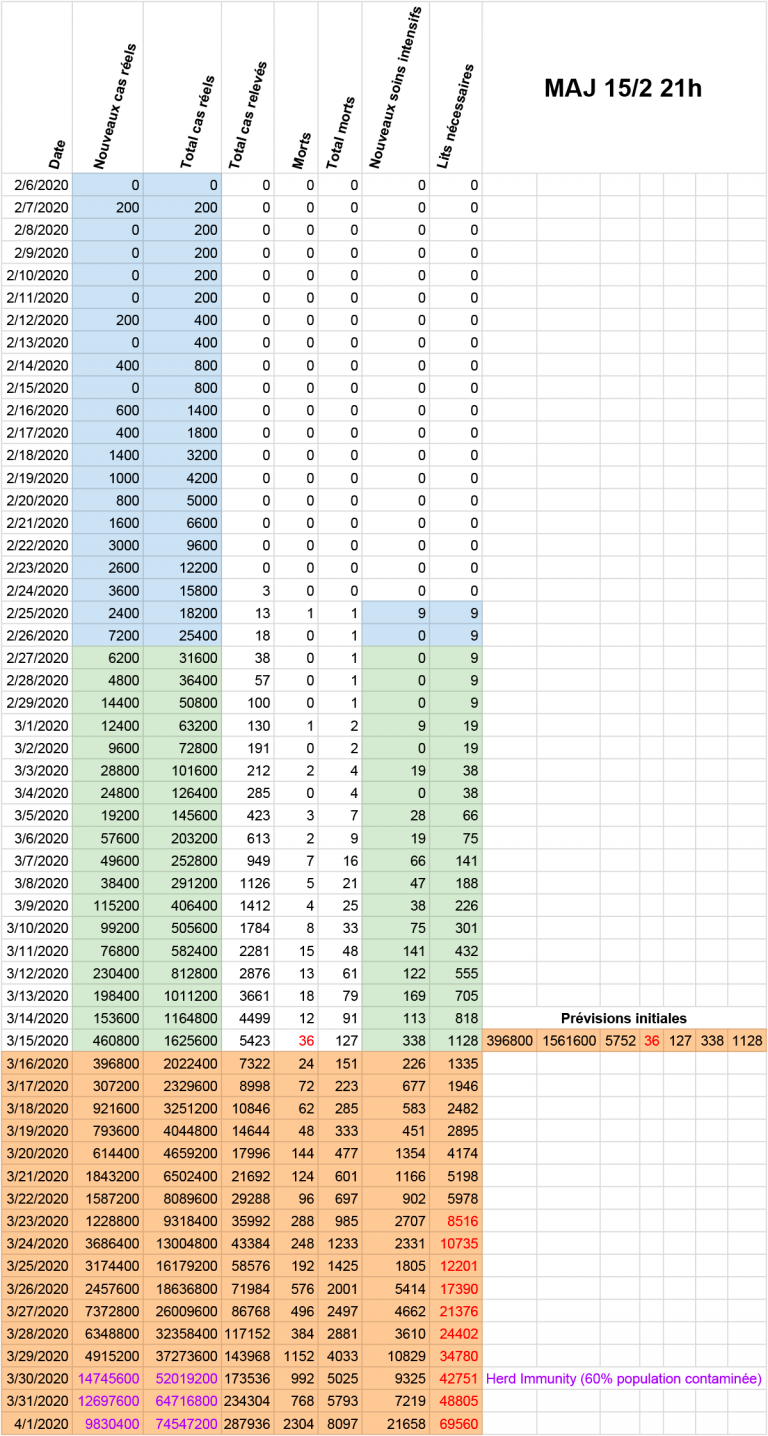 Date Nouveaux cas réels Total cas réels Total cas relevés Morts Total morts Nouveaux soins intensifs Lits nécessaires MAJ 15/2 21h
2/6/2020 0 0 0 0 0 0 0
2/7/2020 200 200 0 0 0 0 0
2/8/2020 0 200 0 0 0 0 0
2/9/2020 0 200 0 0 0 0 0
2/10/2020 0 200 0 0 0 0 0
2/11/2020 0 200 0 0 0 0 0
2/12/2020 200 400 0 0 0 0 0
2/13/2020 0 400 0 0 0 0 0
2/14/2020 400 800 0 0 0 0 0
2/15/2020 0 800 0 0 0 0 0
2/16/2020 600 1400 0 0 0 0 0
2/17/2020 400 1800 0 0 0 0 0
2/18/2020 1400 3200 0 0 0 0 0
2/19/2020 1000 4200 0 0 0 0 0
2/20/2020 800 5000 0 0 0 0 0
2/21/2020 1600 6600 0 0 0 0 0
2/22/2020 3000 9600 0 0 0 0 0
2/23/2020 2600 12200 0 0 0 0 0
2/24/2020 3600 15800 3 0 0 0 0
2/25/2020 2400 18200 13 1 1 9 9
2/26/2020 7200 25400 18 0 1 0 9
2/27/2020 6200 31600 38 0 1 0 9
2/28/2020 4800 36400 57 0 1 0 9
2/29/2020 14400 50800 100 0 1 0 9
3/1/2020 12400 63200 130 1 2 9 19
3/2/2020 9600 72800 191 0 2 0 19
3/3/2020 28800 101600 212 2 4 19 38
3/4/2020 24800 126400 285 0 4 0 38
3/5/2020 19200 145600 423 3 7 28 66
3/6/2020 57600 203200 613 2 9 19 75
3/7/2020 49600 252800 949 7 16 66 141
3/8/2020 38400 291200 1126 5 21 47 188
3/9/2020 115200 406400 1412 4 25 38 226
3/10/2020 99200 505600 1784 8 33 75 301
3/11/2020 76800 582400 2281 15 48 141 432
3/12/2020 230400 812800 2876 13 61 122 555
3/13/2020 198400 1011200 3661 18 79 169 705
3/14/2020 153600 1164800 4499 12 91 113 818 Prévisions initiales
3/15/2020 460800 1625600 5423 36 127 338 1128 396800 1561600 5752 36 127 338 1128
3/16/2020 396800 2022400 7322 24 151 226 1335
3/17/2020 307200 2329600 8998 72 223 677 1946
3/18/2020 921600 3251200 10846 62 285 583 2482
3/19/2020 793600 4044800 14644 48 333 451 2895
3/20/2020 614400 4659200 17996 144 477 1354 4174
3/21/2020 1843200 6502400 21692 124 601 1166 5198
3/22/2020 1587200 8089600 29288 96 697 902 5978
3/23/2020 1228800 9318400 35992 288 985 2707 8516
3/24/2020 3686400 13004800 43384 248 1233 2331 10735
3/25/2020 3174400 16179200 58576 192 1425 1805 12201
3/26/2020 2457600 18636800 71984 576 2001 5414 17390
3/27/2020 7372800 26009600 86768 496 2497 4662 21376
3/28/2020 6348800 32358400 117152 384 2881 3610 24402
3/29/2020 4915200 37273600 143968 1152 4033 10829 34780
3/30/2020 14745600 52019200 173536 992 5025 9325 42751 Herd Immunity (60% population contaminée)
3/31/2020 12697600 64716800 234304 768 5793 7219 48805
4/1/2020 9830400 74547200 287936 2304 8097 21658 69560